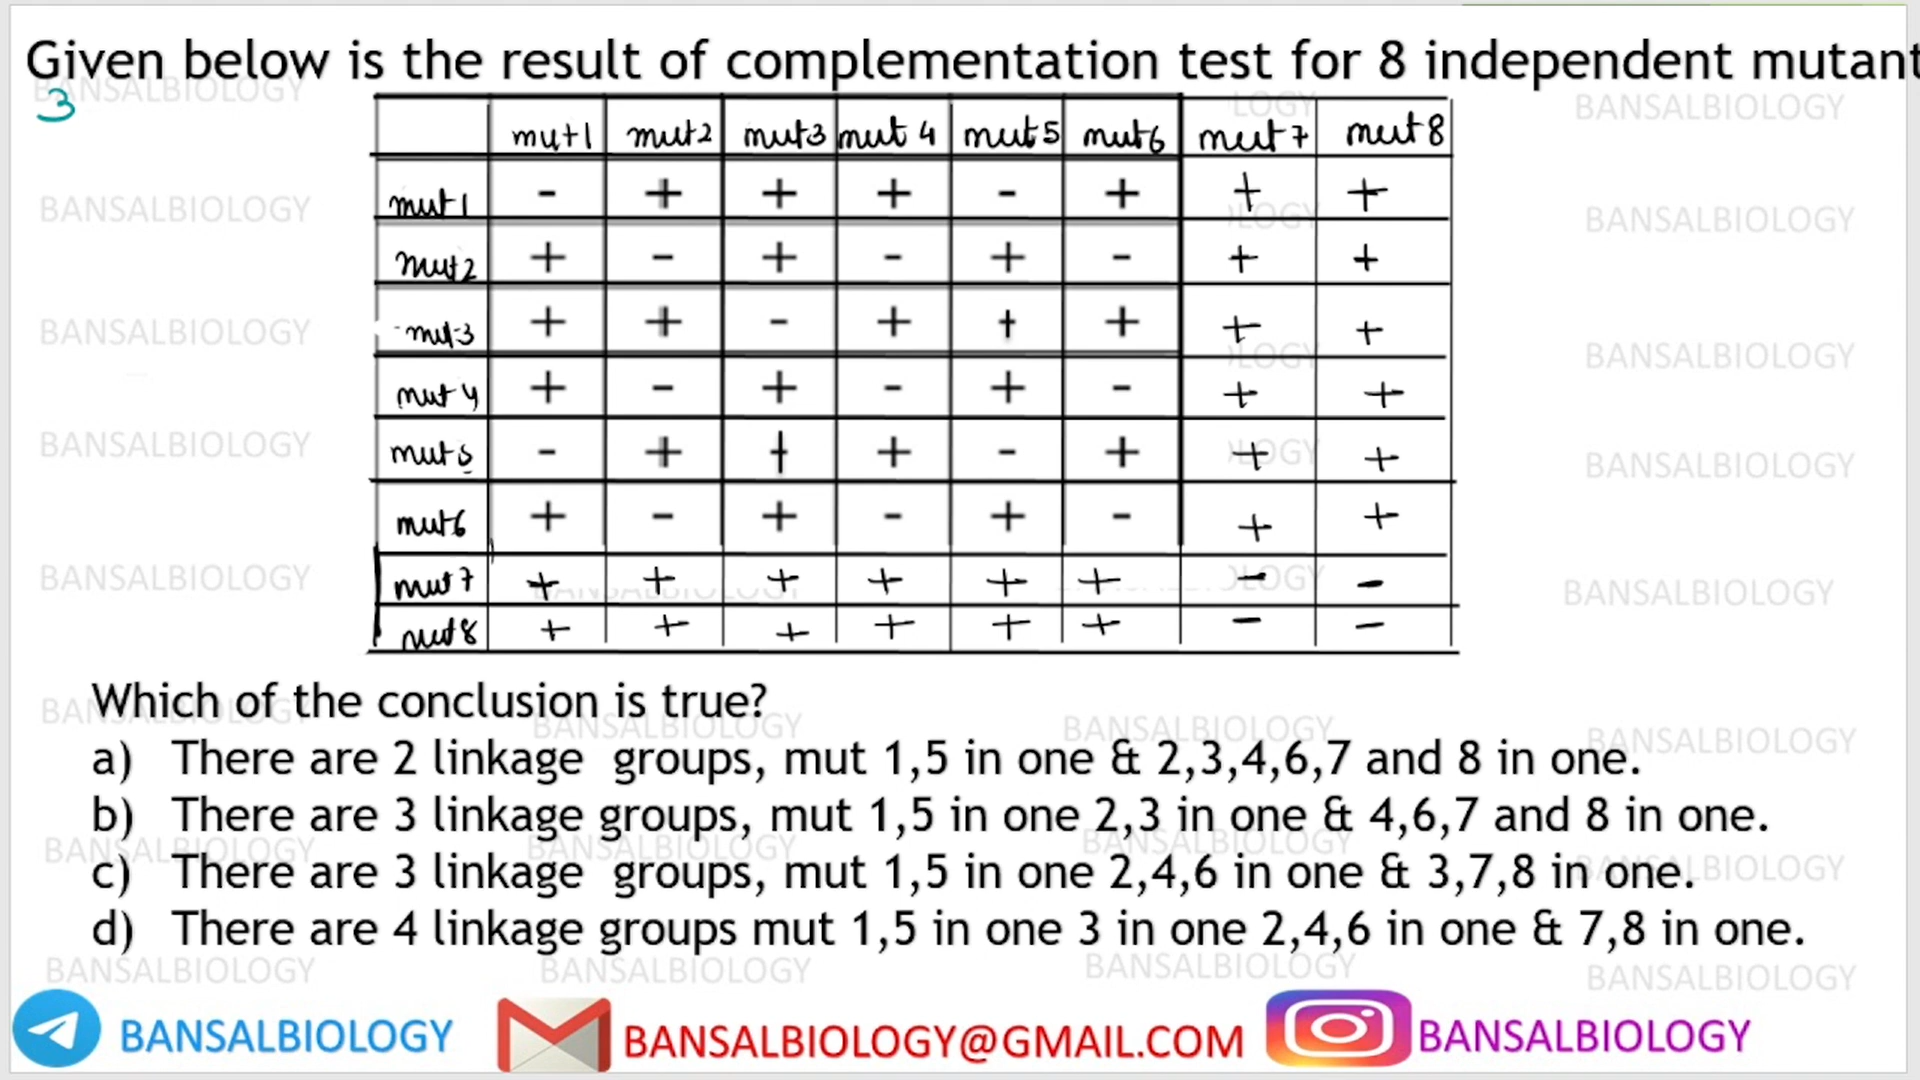 Given below is the result of complementation test for 8 independent mutant
3
mut1 mut2 mut3 mut 4 mut5 mut6 mut7 mut8
mut1 - + + + - + + +
mut2 + - + - + - + +
mut3 + + - + + + + +
mut4 + - + - + - + +
mut5 - + + + - + + +
mut6 + - + - + - + +
mut7 + + + + + + - -
mut8 + + + + + + - -
Which of the conclusion is true?
a) There are 2 linkage groups, mut 1,5 in one & 2,3,4,6,7 and 8 in one.
b) There are 3 linkage groups, mut 1,5 in one 2,3 in one & 4,6,7 and 8 in one.
c) There are 3 linkage groups, mut 1,5 in one 2,4,6 in one & 3,7,8 in one.
d) There are 4 linkage groups mut 1,5 in one 3 in one 2,4,6 in one & 7,8 in one.
BANSALBIOLOGY BANSALBIOLOGY@GMAIL.COM BANSALBIOLOGY